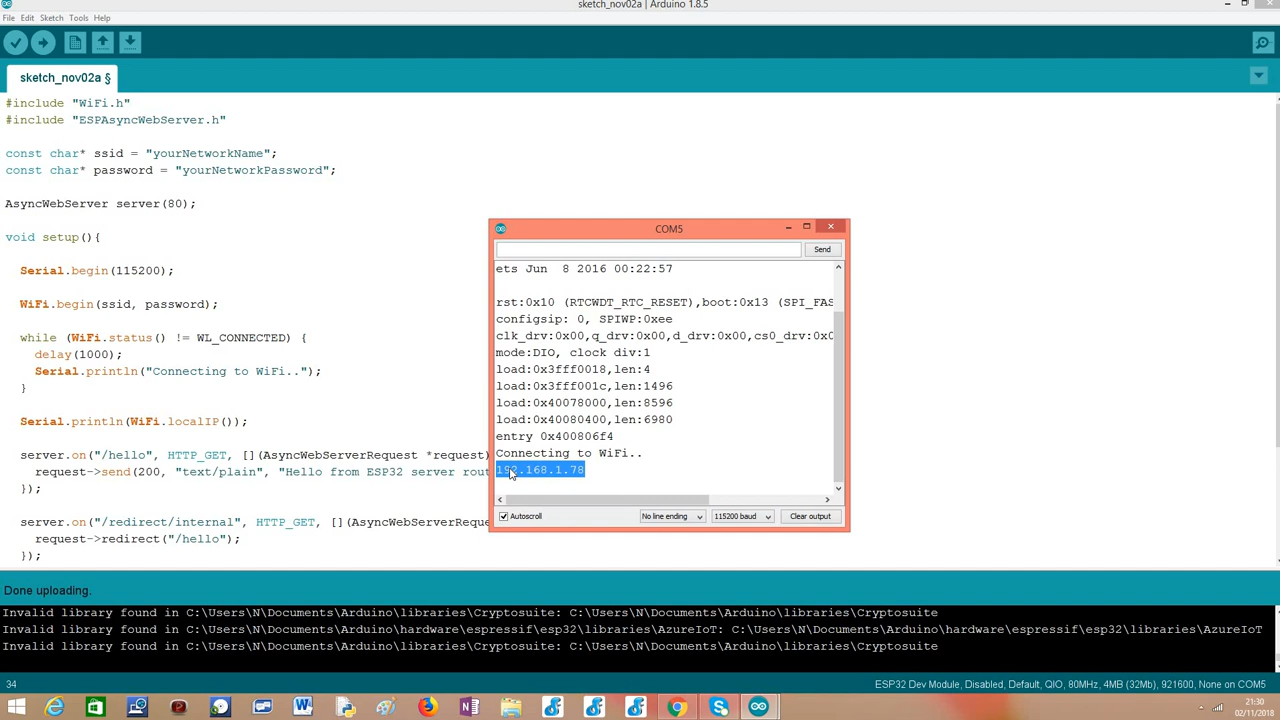 sketch_nov02a | Arduino 1.8.5
File Edit Sketch Tools Help
sketch_nov02a §
#include "WiFi.h"
#include "ESPAsyncWebServer.h"
const char* ssid = "yourNetworkName";
const char* password = "yourNetworkPassword";
AsyncWebServer server(80);
void setup(){
Serial.begin(115200);
WiFi.begin(ssid, password);
while (WiFi.status() != WL_CONNECTED) {
delay(1000);
Serial.println("Connecting to WiFi..");
}
Serial.println(WiFi.localIP());
server.on("/hello", HTTP_GET, [](AsyncWebServerRequest *request)
request->send(200, "text/plain", "Hello from ESP32 server rout
});
server.on("/redirect/internal", HTTP_GET, [](AsyncWebServerReque
request->redirect("/hello");
});
COM5
Send
ets Jun 8 2016 00:22:57
rst:0x10 (RTCWDT_RTC_RESET),boot:0x13 (SPI_FAS
configsip: 0, SPIWP:0xee
clk_drv:0x00,q_drv:0x00,d_drv:0x00,cs0_drv:0x0
mode:DIO, clock div:1
load:0x3fff0018,len:4
load:0x3fff001c,len:1496
load:0x40078000,len:8596
load:0x40080400,len:6980
entry 0x400806f4
Connecting to WiFi..
192.168.1.78
Autoscroll No line ending 115200 baud Clear output
Done uploading.
Invalid library found in C:\Users\N\Documents\Arduino\libraries\Cryptosuite: C:\Users\N\Documents\Arduino\libraries\Cryptosuite
Invalid library found in C:\Users\N\Documents\Arduino\hardware\espressif\esp32\libraries\AzureIoT: C:\Users\N\Documents\Arduino\hardware\espressif\esp32\libraries\AzureIoT
Invalid library found in C:\Users\N\Documents\Arduino\libraries\Cryptosuite: C:\Users\N\Documents\Arduino\libraries\Cryptosuite
34 ESP32 Dev Module, Disabled, Default, QIO, 80MHz, 4MB (32Mb), 921600, None on COM5
21:30
02/11/2018